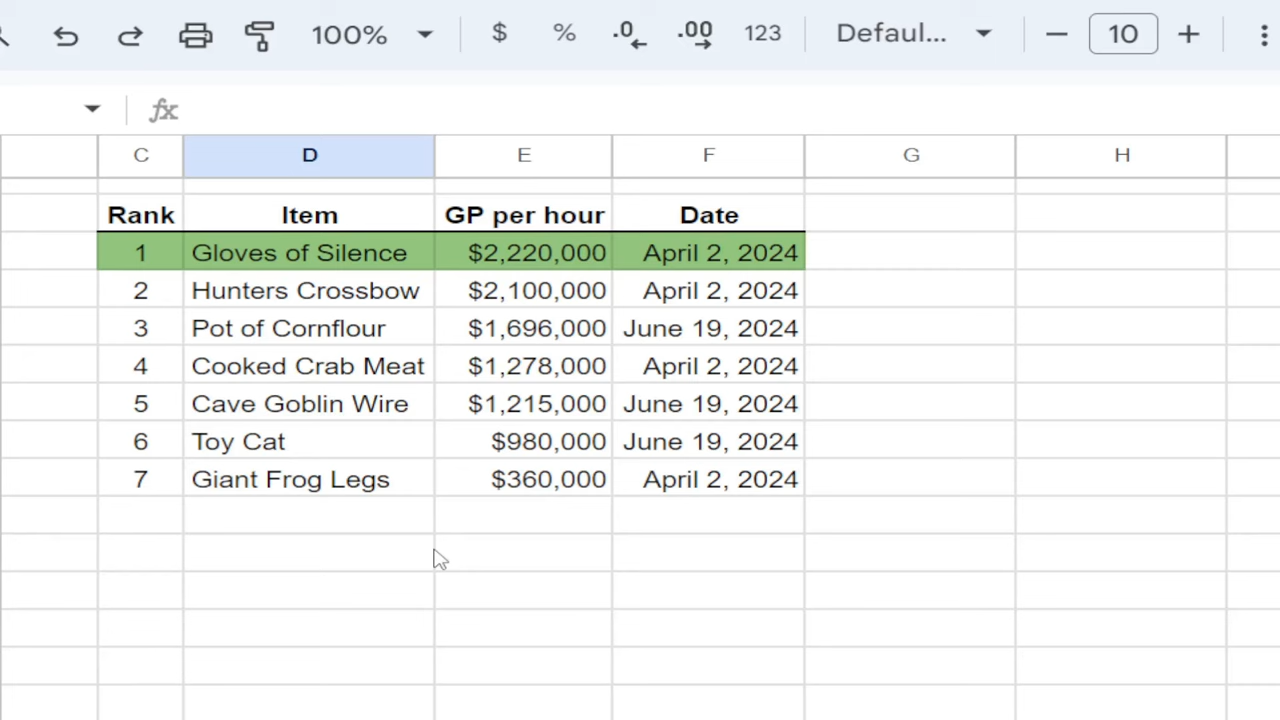 100% $ % .0 .00 123 Defaul... 10
fx
C D E F G H
Rank Item GP per hour Date
1 Gloves of Silence $2,220,000 April 2, 2024
2 Hunters Crossbow $2,100,000 April 2, 2024
3 Pot of Cornflour $1,696,000 June 19, 2024
4 Cooked Crab Meat $1,278,000 April 2, 2024
5 Cave Goblin Wire $1,215,000 June 19, 2024
6 Toy Cat $980,000 June 19, 2024
7 Giant Frog Legs $360,000 April 2, 2024